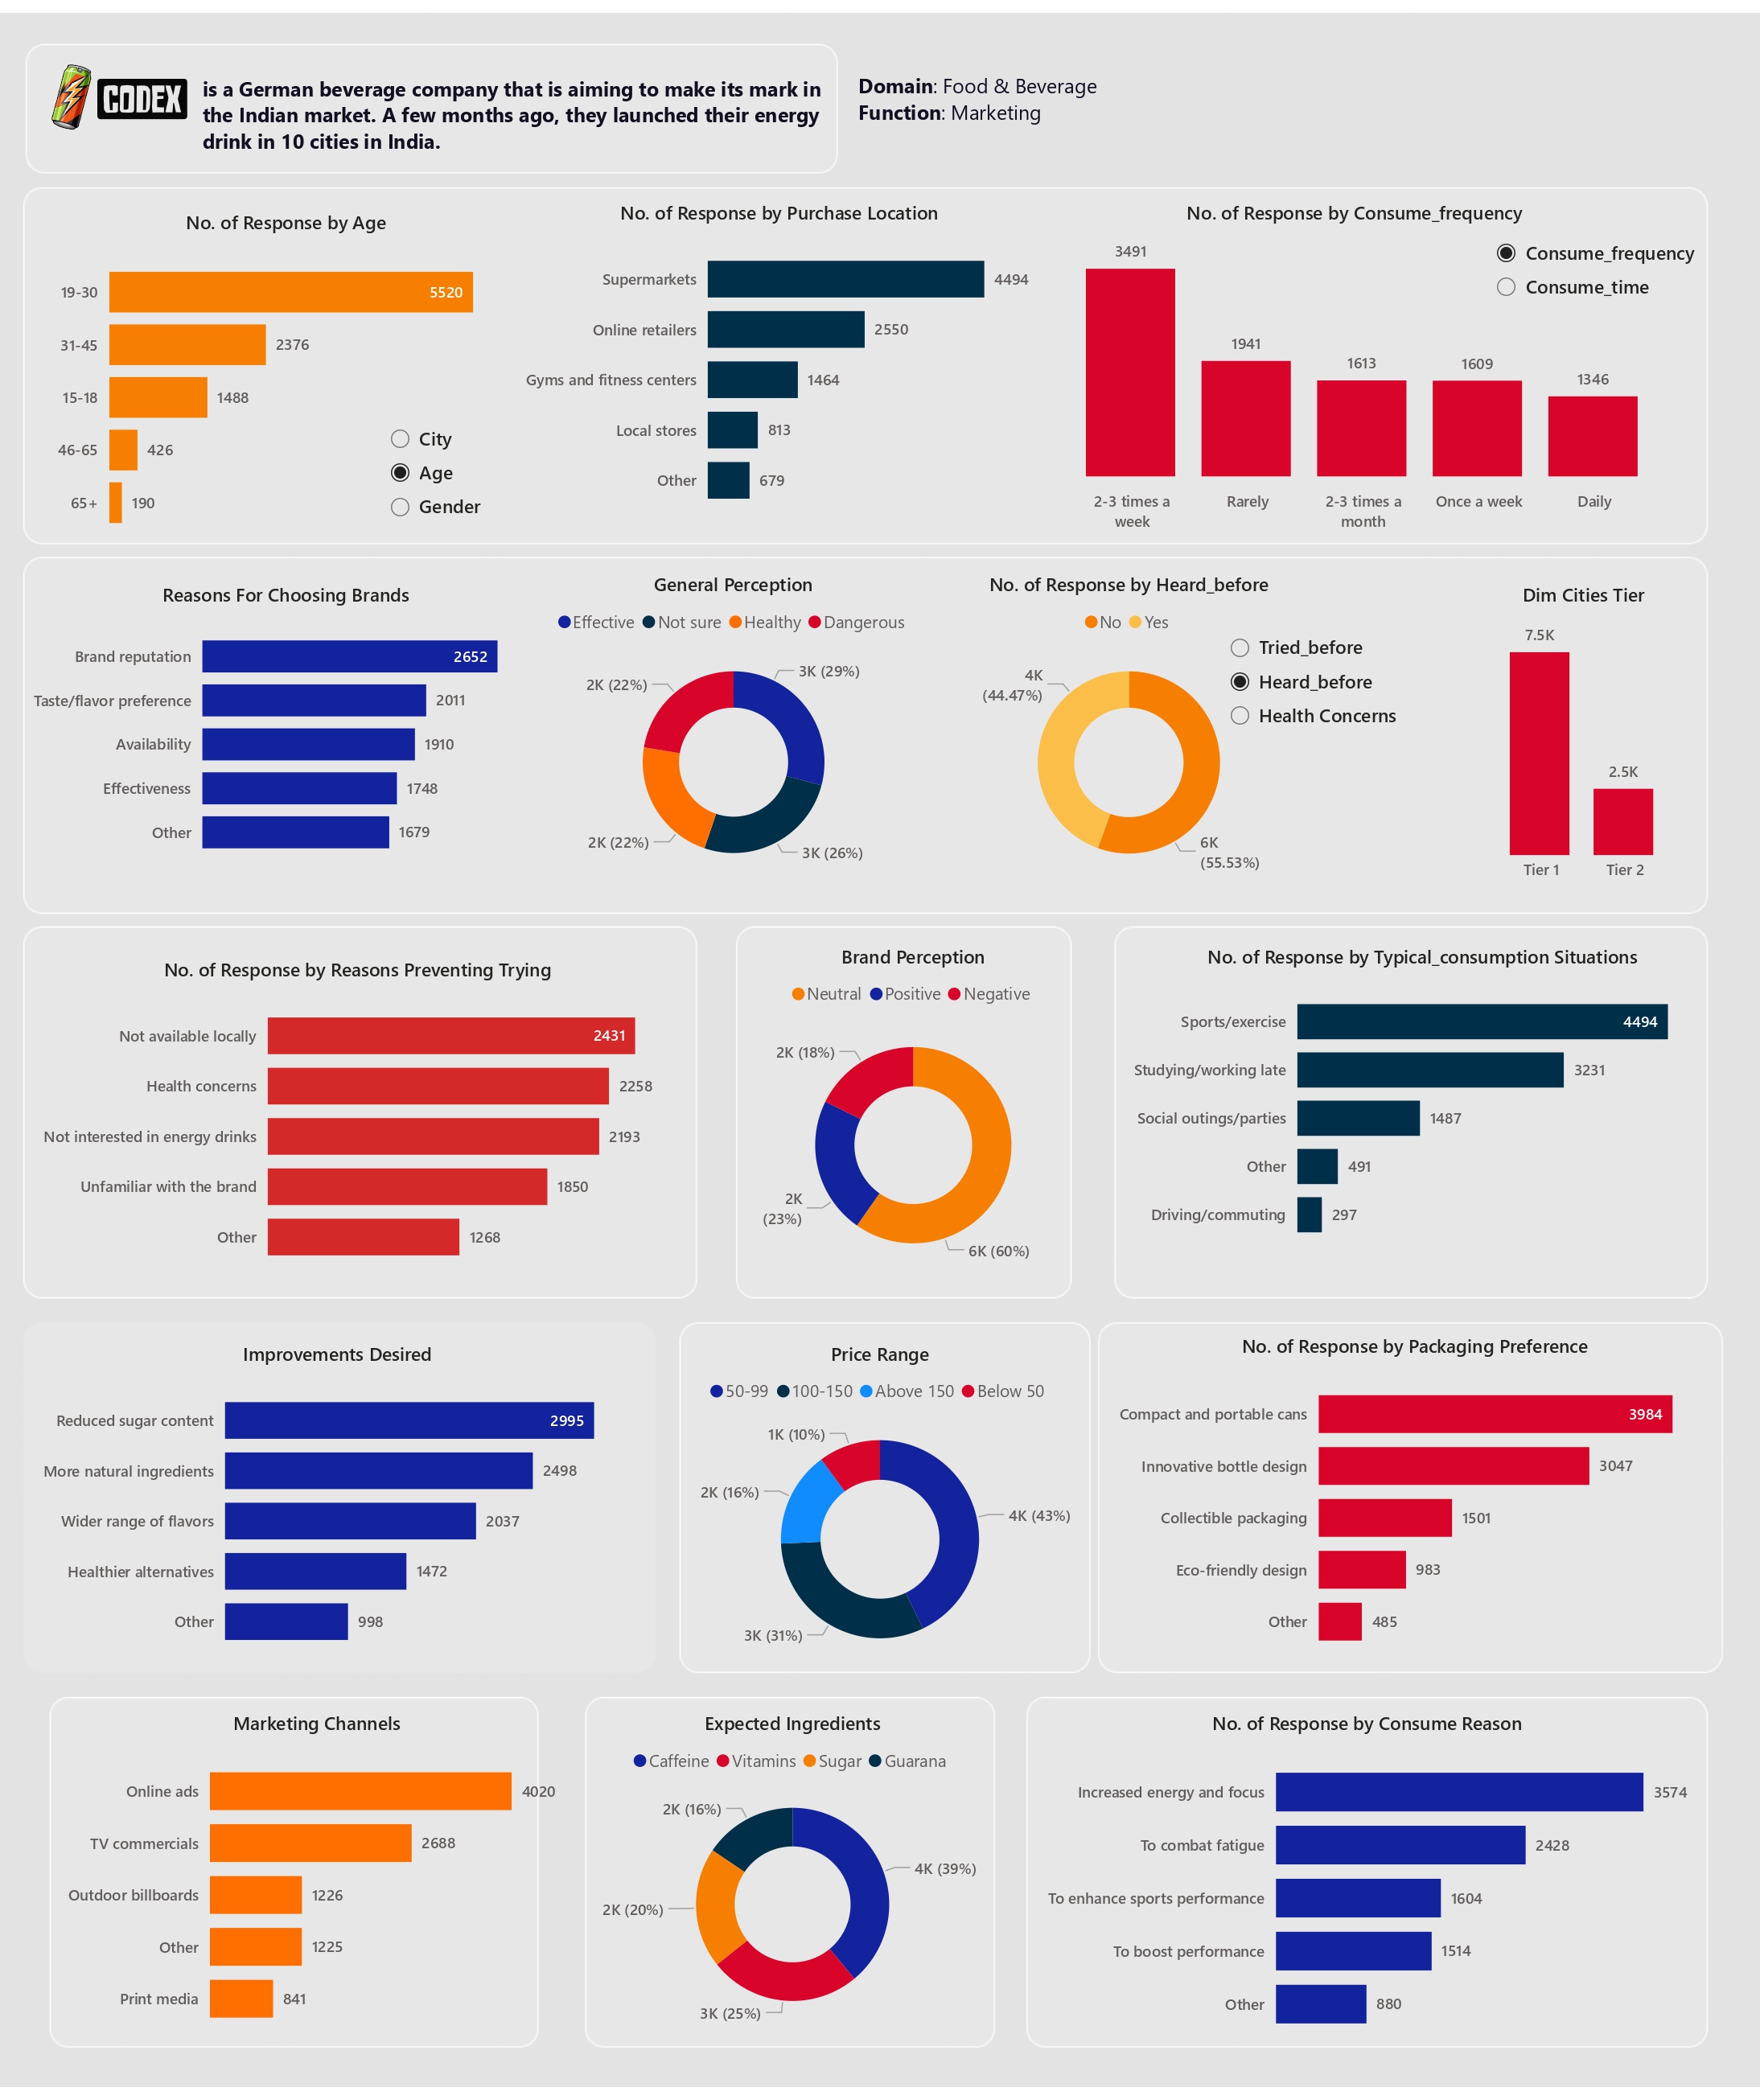 CODEX
is a German beverage company that is aiming to make its mark in
the Indian market. A few months ago, they launched their energy
drink in 10 cities in India.
Domain: Food & Beverage
Function: Marketing
No. of Response by Age
19-30
5520
31-45
2376
15-18
1488
46-65
426
65+
190
City
Age
Gender
No. of Response by Purchase Location
Supermarkets
4494
Online retailers
2550
Gyms and fitness centers
1464
Local stores
813
Other
679
No. of Response by Consume_frequency
Consume_frequency
Consume_time
3491
1941
1613
1609
1346
2-3 times a
week
Rarely
2-3 times a
month
Once a week
Daily
Reasons For Choosing Brands
Brand reputation
2652
Taste/flavor preference
2011
Availability
1910
Effectiveness
1748
Other
1679
General Perception
Effective
Not sure
Healthy
Dangerous
3K (29%)
2K (22%)
2K (22%)
3K (26%)
No. of Response by Heard_before
No
Yes
4K
(44.47%)
6K
(55.53%)
Tried_before
Heard_before
Health Concerns
Dim Cities Tier
7.5K
2.5K
Tier 1
Tier 2
No. of Response by Reasons Preventing Trying
Not available locally
2431
Health concerns
2258
Not interested in energy drinks
2193
Unfamiliar with the brand
1850
Other
1268
Brand Perception
Neutral
Positive
Negative
2K (18%)
2K
(23%)
6K (60%)
No. of Response by Typical_consumption Situations
Sports/exercise
4494
Studying/working late
3231
Social outings/parties
1487
Other
491
Driving/commuting
297
Improvements Desired
Reduced sugar content
2995
More natural ingredients
2498
Wider range of flavors
2037
Healthier alternatives
1472
Other
998
Price Range
50-99
100-150
Above 150
Below 50
1K (10%)
2K (16%)
4K (43%)
3K (31%)
No. of Response by Packaging Preference
Compact and portable cans
3984
Innovative bottle design
3047
Collectible packaging
1501
Eco-friendly design
983
Other
485
Marketing Channels
Online ads
4020
TV commercials
2688
Outdoor billboards
1226
Other
1225
Print media
841
Expected Ingredients
Caffeine
Vitamins
Sugar
Guarana
2K (16%)
4K (39%)
2K (20%)
3K (25%)
No. of Response by Consume Reason
Increased energy and focus
3574
To combat fatigue
2428
To enhance sports performance
1604
To boost performance
1514
Other
880